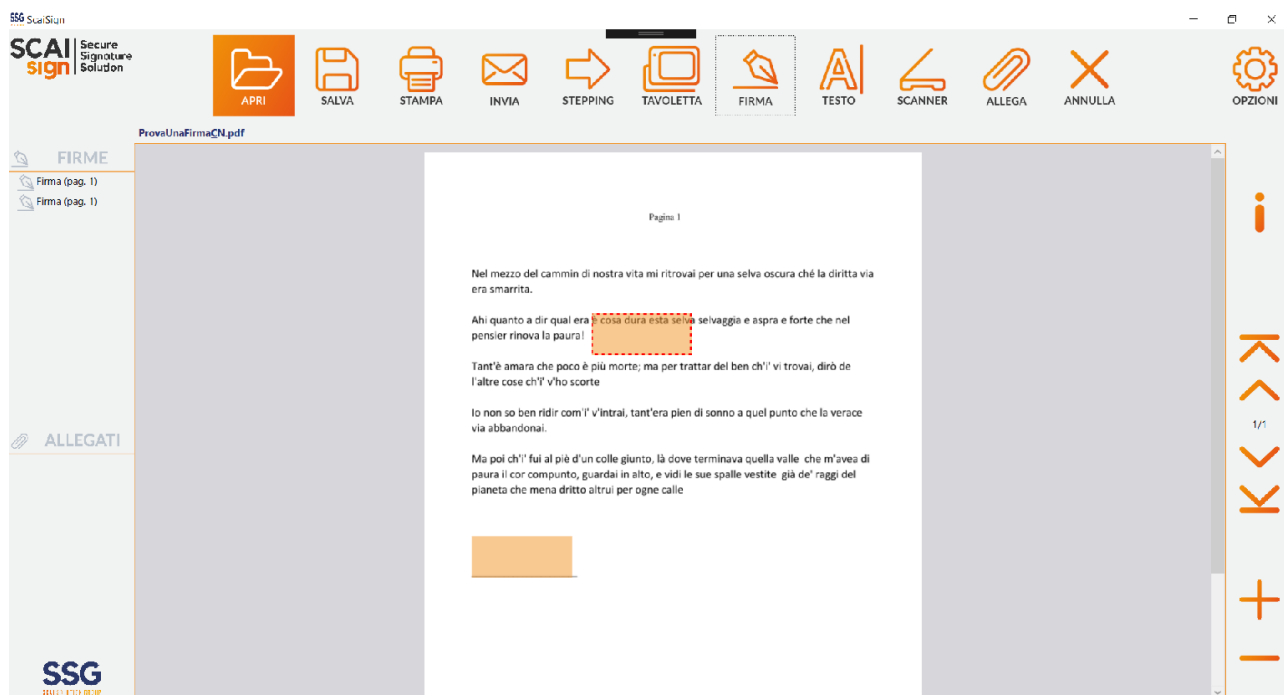 SSG ScaiSign
SCAI sign Secure Signature Solution
APRI
SALVA
STAMPA
INVIA
STEPPING
TAVOLETTA
FIRMA
TESTO
SCANNER
ALLEGA
ANNULLA
OPZIONI
ProvaUnaFirmaCN.pdf
FIRME
Firma (pag. 1)
Firma (pag. 1)
ALLEGATI
Pagina 1
Nel mezzo del cammin di nostra vita mi ritrovai per una selva oscura ché la diritta via
era smarrita.
Ahi quanto a dir qual era è cosa dura esta selva selvaggia e aspra e forte che nel
pensier rinova la paura!
Tant'è amara che poco è più morte; ma per trattar del ben ch'i' vi trovai, dirò de
l'altre cose ch'i' v'ho scorte
Io non so ben ridir com'i' v'intrai, tant'era pien di sonno a quel punto che la verace
via abbandonai.
Ma poi ch'i' fui al piè d'un colle giunto, là dove terminava quella valle che m'avea di
paura il cor compunto, guardai in alto, e vidi le sue spalle vestite già de' raggi del
pianeta che mena dritto altrui per ogne calle
1/1
SSG